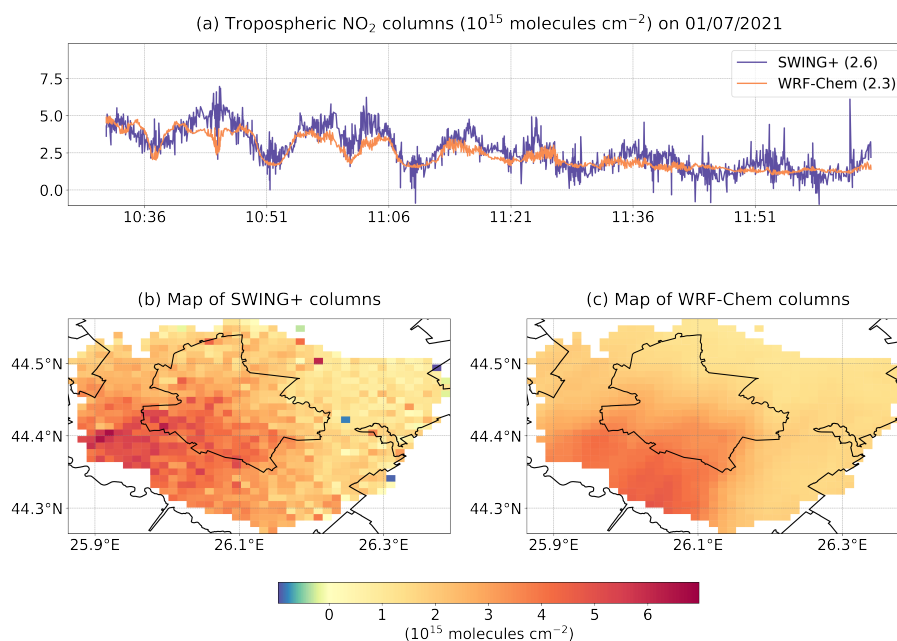 (a) Tropospheric NO₂ columns (10¹⁵ molecules cm⁻²) on 01/07/2021
SWING+ (2.6)
WRF-Chem (2.3)
7.5
5.0
2.5
0.0
10:36 10:51 11:06 11:21 11:36 11:51
(b) Map of SWING+ columns (c) Map of WRF-Chem columns
44.5°N 44.5°N
44.4°N 44.4°N
44.3°N 44.3°N
25.9°E 26.1°E 26.3°E 25.9°E 26.1°E 26.3°E
0 1 2 3 4 5 6
(10¹⁵ molecules cm⁻²)